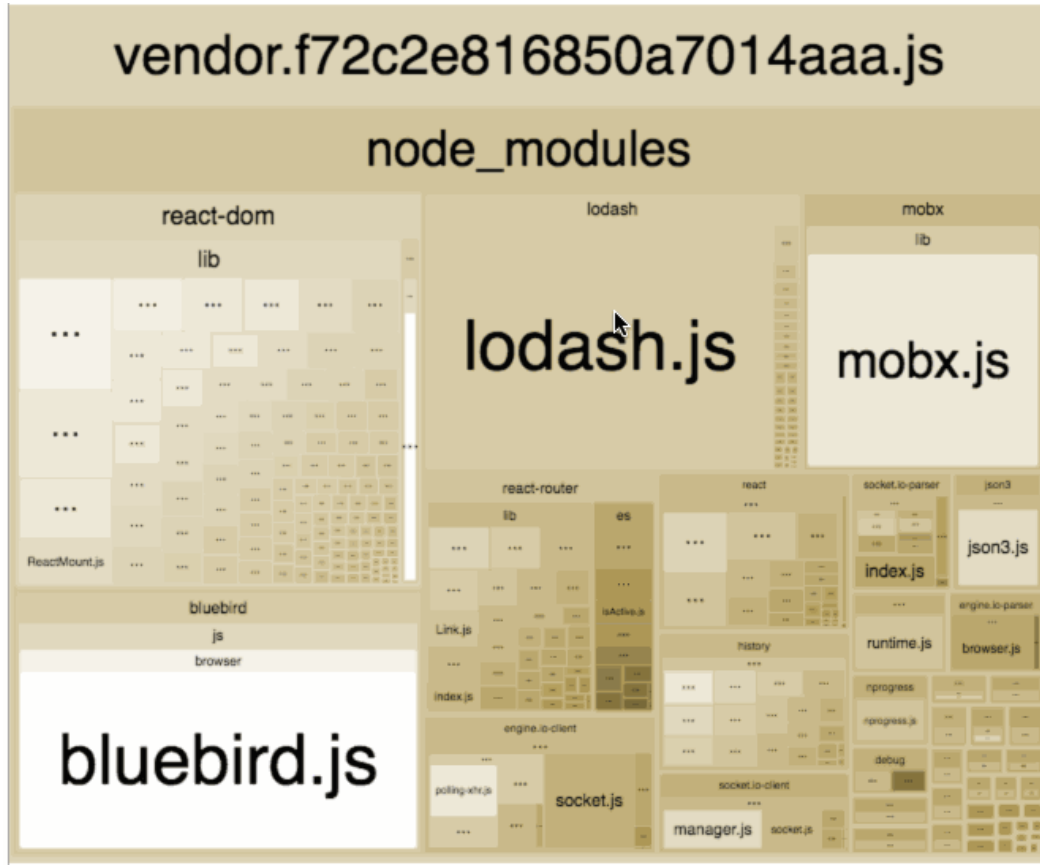 vendor.f72c2e816850a7014aaa.js
node_modules
react-dom
lib
...
ReactMount.js
bluebird
js
browser
bluebird.js
lodash
lodash.js
mobx
lib
mobx.js
react-router
lib
es
Link.js
index.js
isActive.js
engine.io-client
polling-xhr.js
socket.js
react
history
socket.io-client
manager.js
socket.js
socket.io-parser
index.js
json3
json3.js
runtime.js
engine.io-parser
browser.js
nprogress
nprogress.js
debug